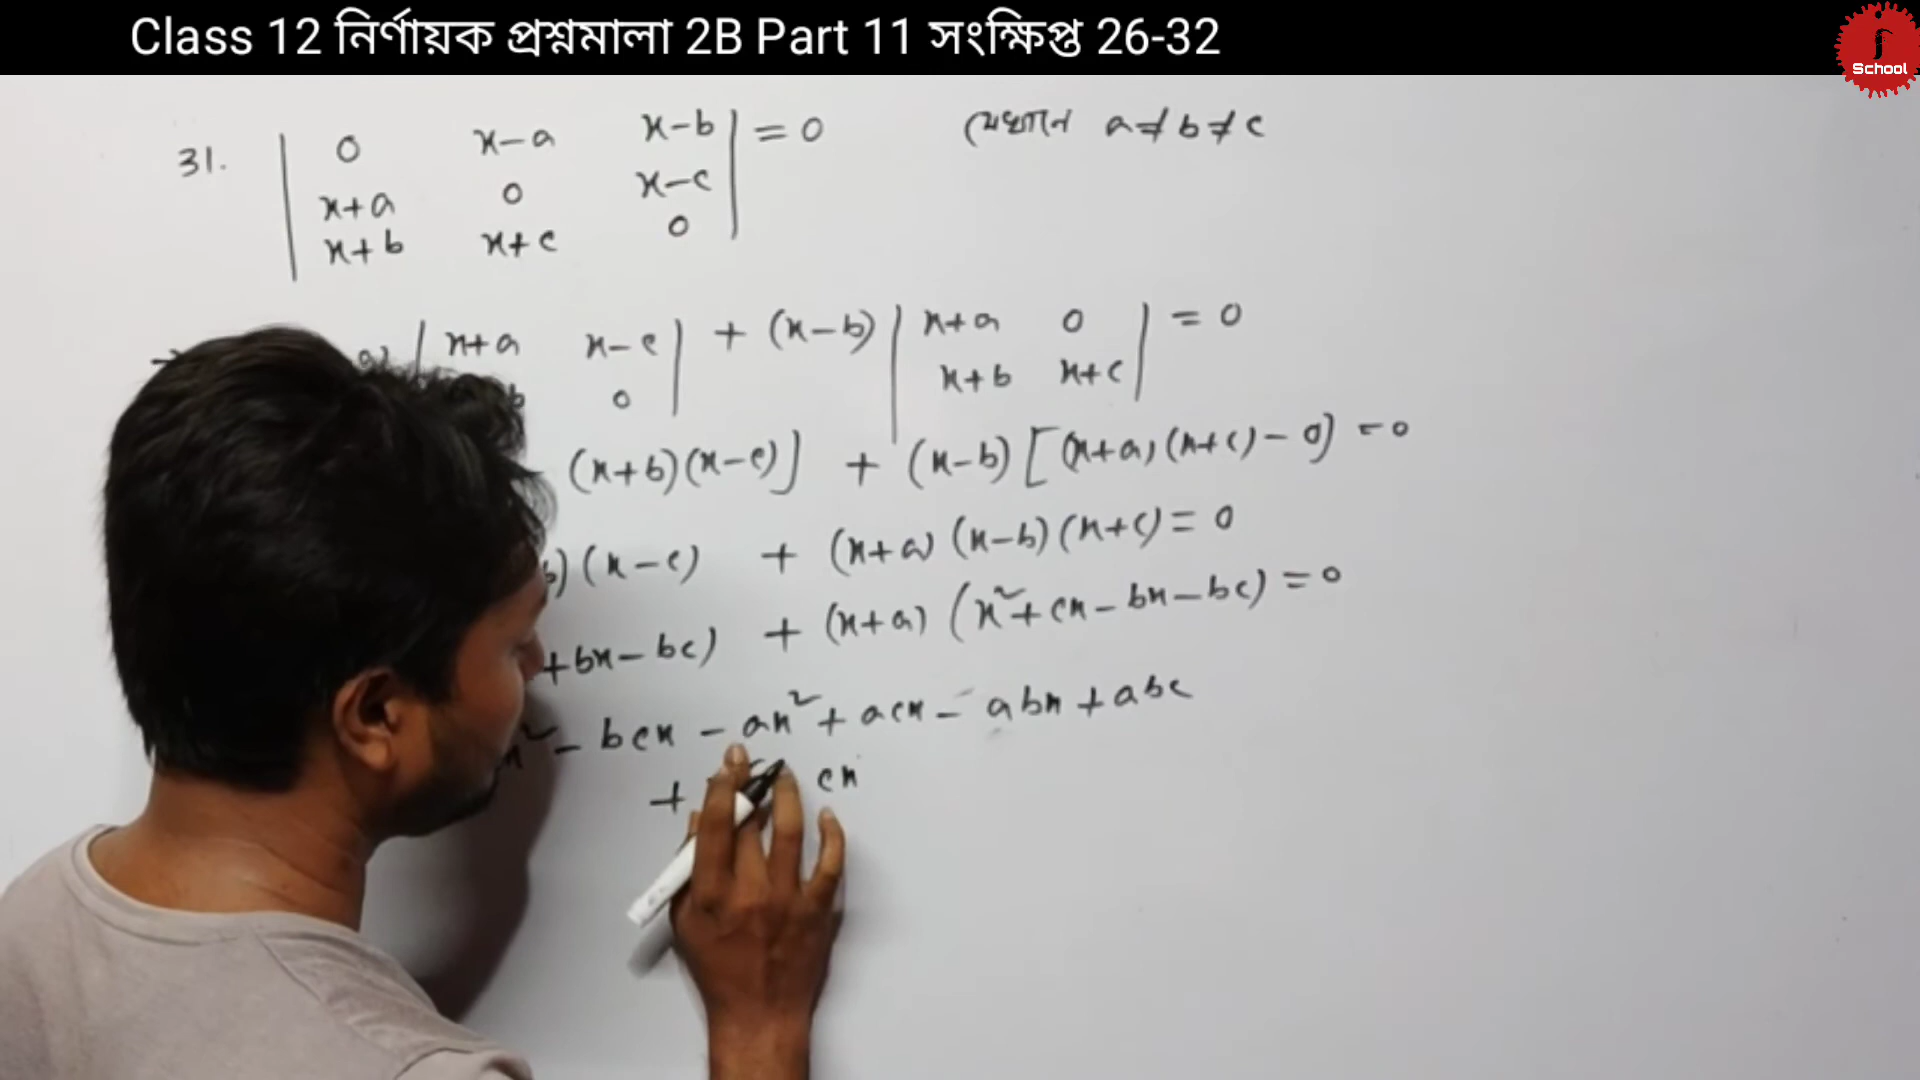 Class 12 নির্ণায়ক প্রশ্নমালা 2B Part 11 সংক্ষিপ্ত 26-32
School
31. | 0 x-a x-b | = 0 যেখানে a ≠ b ≠ c
x+a 0 x-c
x+b x+c 0
a) | x+a x-c | + (x-b) | x+a 0 | = 0
b 0 x+b x+c
(x+b)(x-c)] + (x-b)[(x+a)(x+c) - 0] = 0
b)(x-c) + (x+a)(x-b)(x+c) = 0
+bx-bc) + (x+a)(x²+cx-bx-bc) = 0
x² - bcx - ax² + acx - abx + abc
+ cx